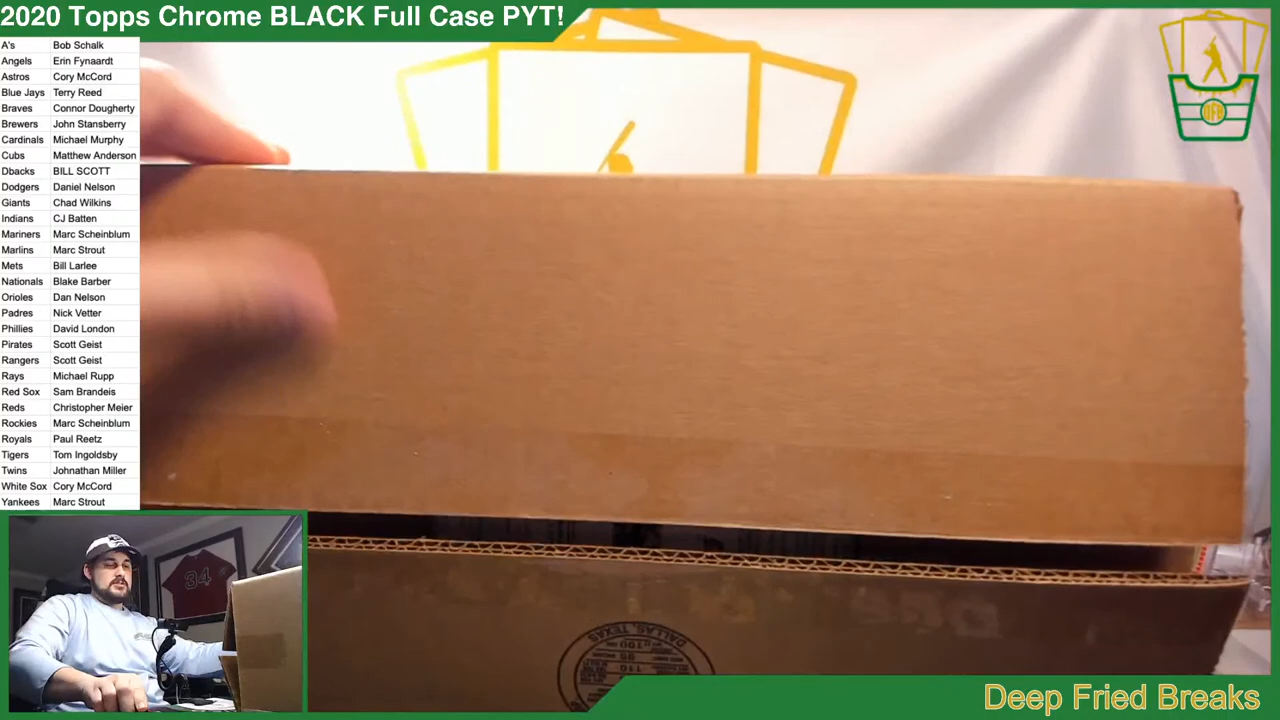 2020 Topps Chrome BLACK Full Case PYT!
A's Bob Schalk
Angels Erin Fynaardt
Astros Cory McCord
Blue Jays Terry Reed
Braves Connor Dougherty
Brewers John Stansberry
Cardinals Michael Murphy
Cubs Matthew Anderson
Dbacks BILL SCOTT
Dodgers Daniel Nelson
Giants Chad Wilkins
Indians CJ Batten
Mariners Marc Scheinblum
Marlins Marc Strout
Mets Bill Larlee
Nationals Blake Barber
Orioles Dan Nelson
Padres Nick Vetter
Phillies David London
Pirates Scott Geist
Rangers Scott Geist
Rays Michael Rupp
Red Sox Sam Brandeis
Reds Christopher Meier
Rockies Marc Scheinblum
Royals Paul Reetz
Tigers Tom Ingoldsby
Twins Johnathan Miller
White Sox Cory McCord
Yankees Marc Strout
DFB
34
DALLAS, TEXAS
Deep Fried Breaks